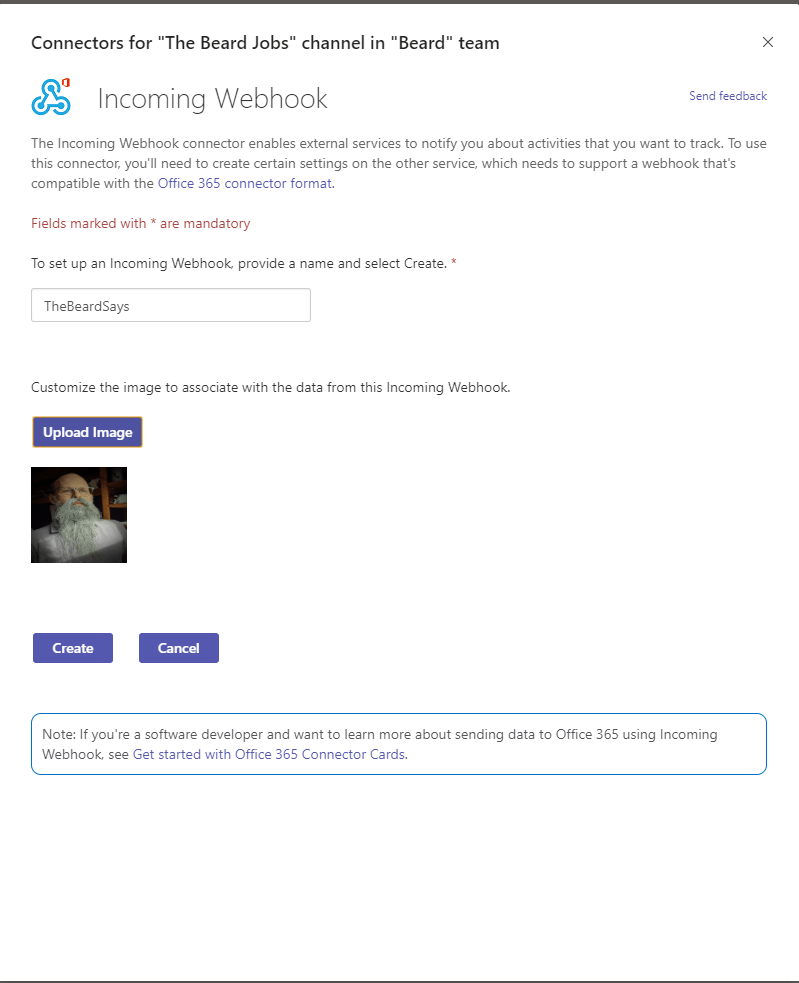 Connectors for "The Beard Jobs" channel in "Beard" team
Incoming Webhook
Send feedback
The Incoming Webhook connector enables external services to notify you about activities that you want to track. To use
this connector, you'll need to create certain settings on the other service, which needs to support a webhook that's
compatible with the Office 365 connector format.
Fields marked with * are mandatory
To set up an Incoming Webhook, provide a name and select Create. *
TheBeardSays
Customize the image to associate with the data from this Incoming Webhook.
Upload Image
Create
Cancel
Note: If you're a software developer and want to learn more about sending data to Office 365 using Incoming
Webhook, see Get started with Office 365 Connector Cards.